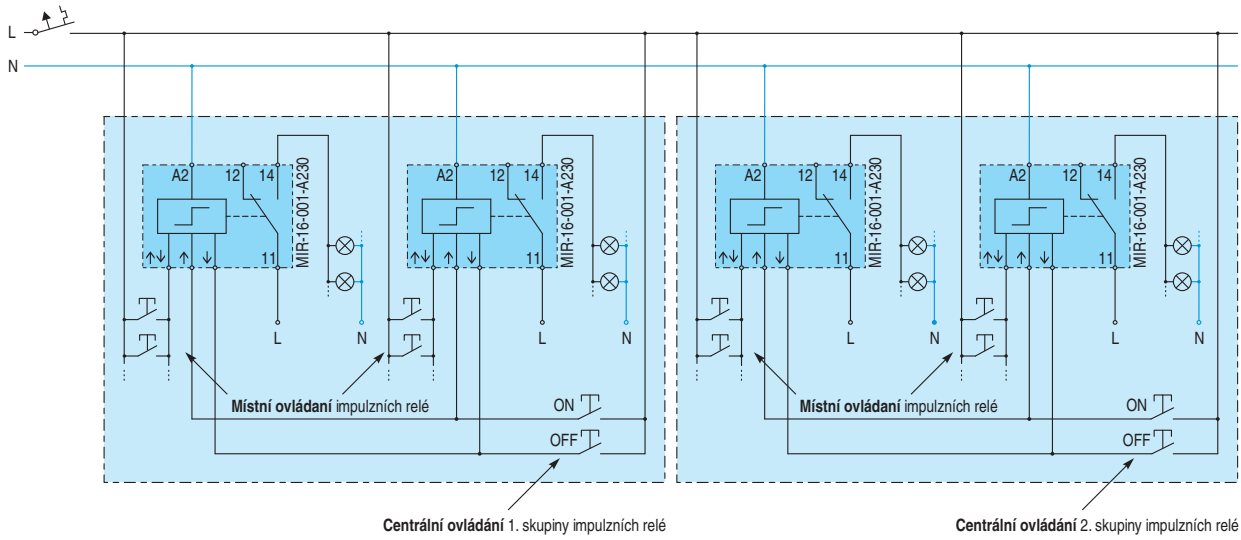 L
N
A2 12 14
MIR-16-001-A230
↑↓ ↑ ↓ 11
L N
A2 12 14
MIR-16-001-A230
↑↓ ↑ ↓ 11
L N
Místní ovládaní impulzních relé
ON
OFF
A2 12 14
MIR-16-001-A230
↑↓ ↑ ↓ 11
L N
A2 12 14
MIR-16-001-A230
↑↓ ↑ ↓ 11
L N
Místní ovládaní impulzních relé
ON
OFF
Centrální ovládání 1. skupiny impulzních relé
Centrální ovládání 2. skupiny impulzních relé